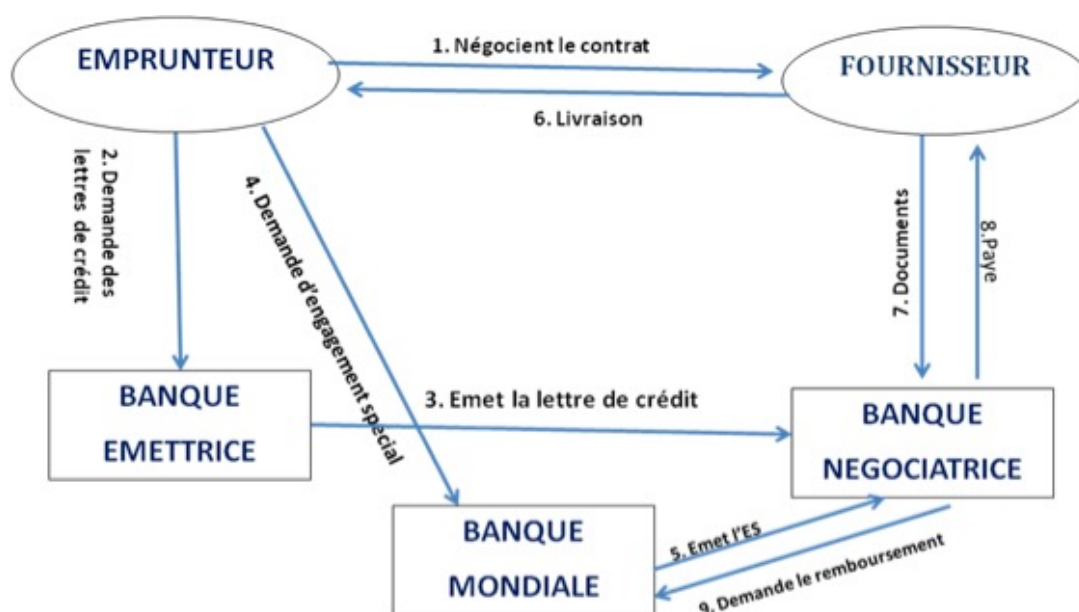 EMPRUNTEUR
1. Négocient le contrat
FOURNISSEUR
6. Livraison
2. Demande des
lettres de crédit
4. Demande d'engagement special
7. Documents
8.Paye
BANQUE
EMETTRICE
3. Emet la lettre de crédit
BANQUE
NEGOCIATRICE
BANQUE
MONDIALE
5. Emet l'ES
9. Demande le remboursement